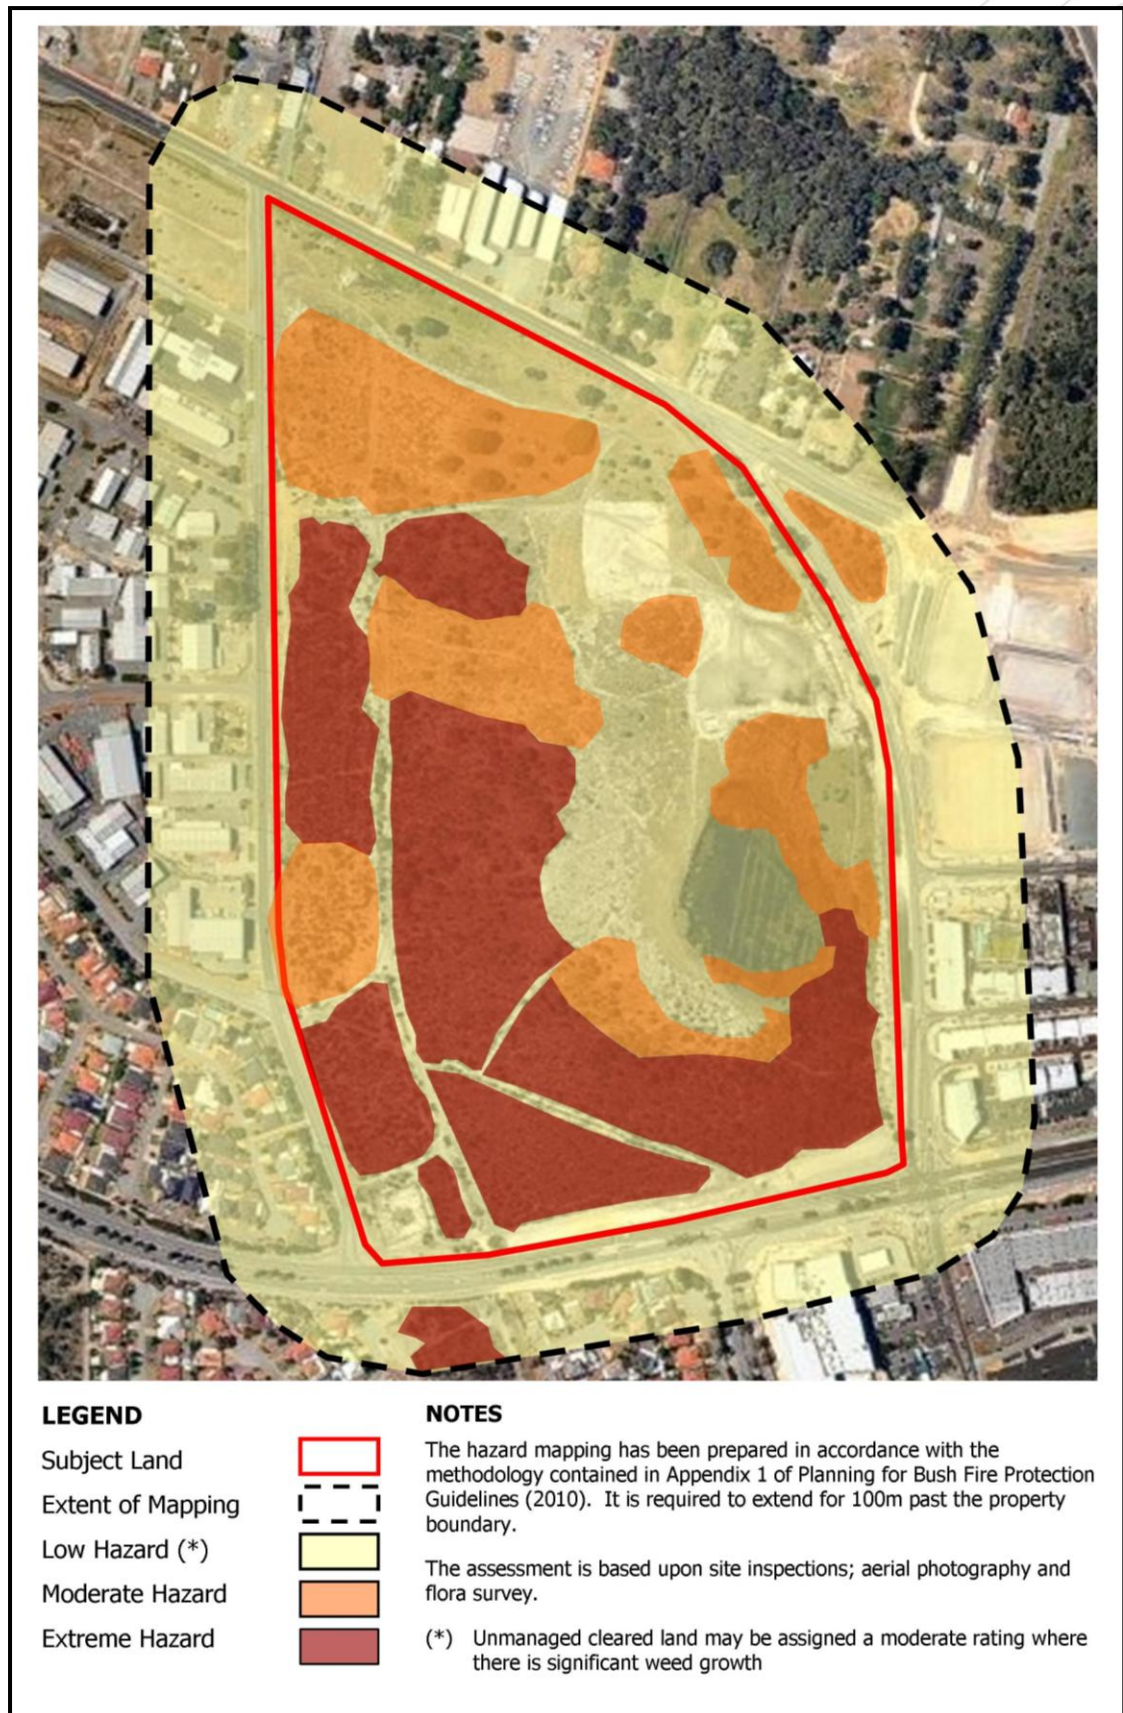 LEGEND
Subject Land
Extent of Mapping
Low Hazard (*)
Moderate Hazard
Extreme Hazard
NOTES
The hazard mapping has been prepared in accordance with the
methodology contained in Appendix 1 of Planning for Bush Fire Protection
Guidelines (2010).  It is required to extend for 100m past the property
boundary.
The assessment is based upon site inspections; aerial photography and
flora survey.
(*)  Unmanaged cleared land may be assigned a moderate rating where
there is significant weed growth